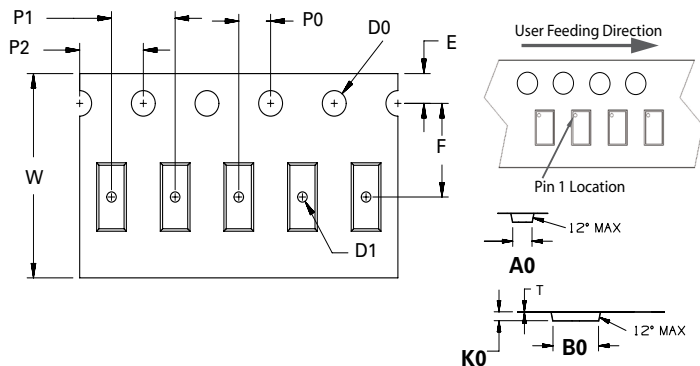 P1
P2
P0
D0
E
F
W
D1
User Feeding Direction
Pin 1 Location
12° MAX
A0
T
12° MAX
K0
B0